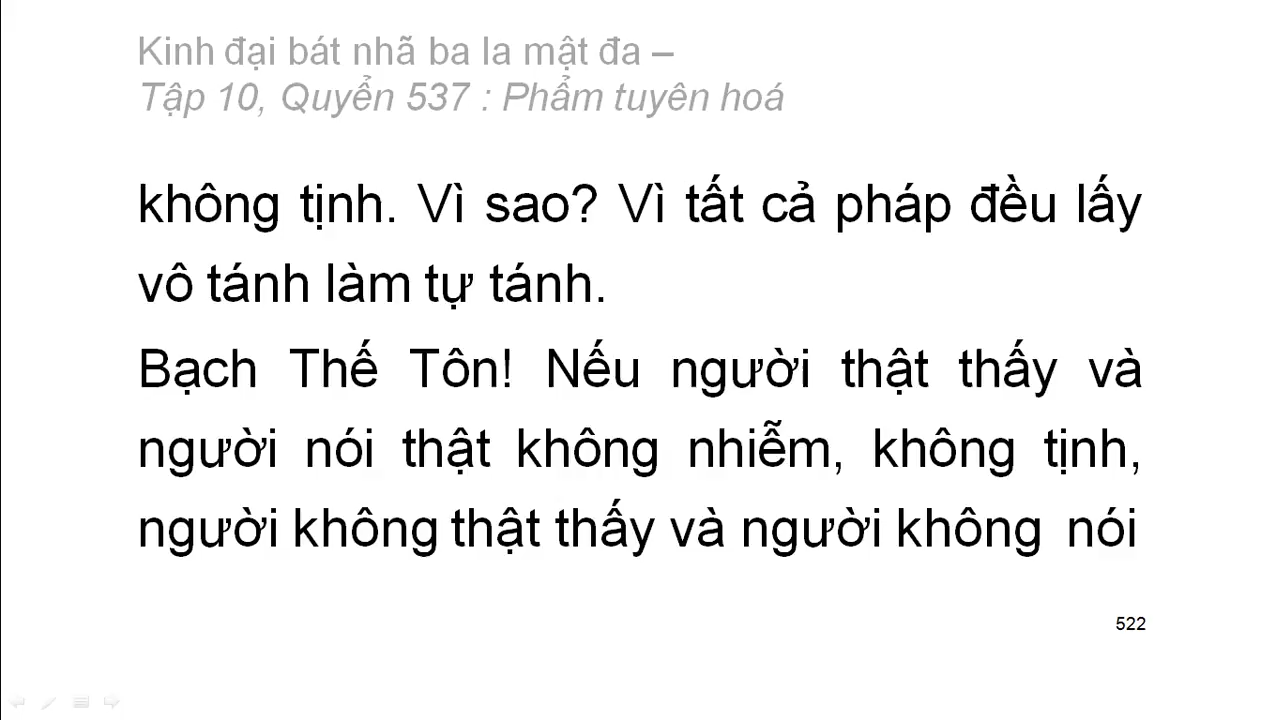 Kinh đại bát nhã ba la mật đa –
Tập 10, Quyển 537 : Phẩm tuyên hoá
không tịnh. Vì sao? Vì tất cả pháp đều lấy
vô tánh làm tự tánh.
Bạch Thế Tôn! Nếu người thật thấy và
người nói thật không nhiễm, không tịnh,
người không thật thấy và người không nói
522